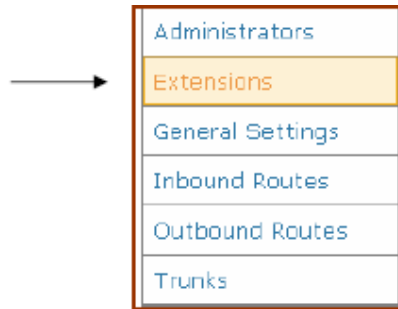 Administrators
Extensions
General Settings
Inbound Routes
Outbound Routes
Trunks